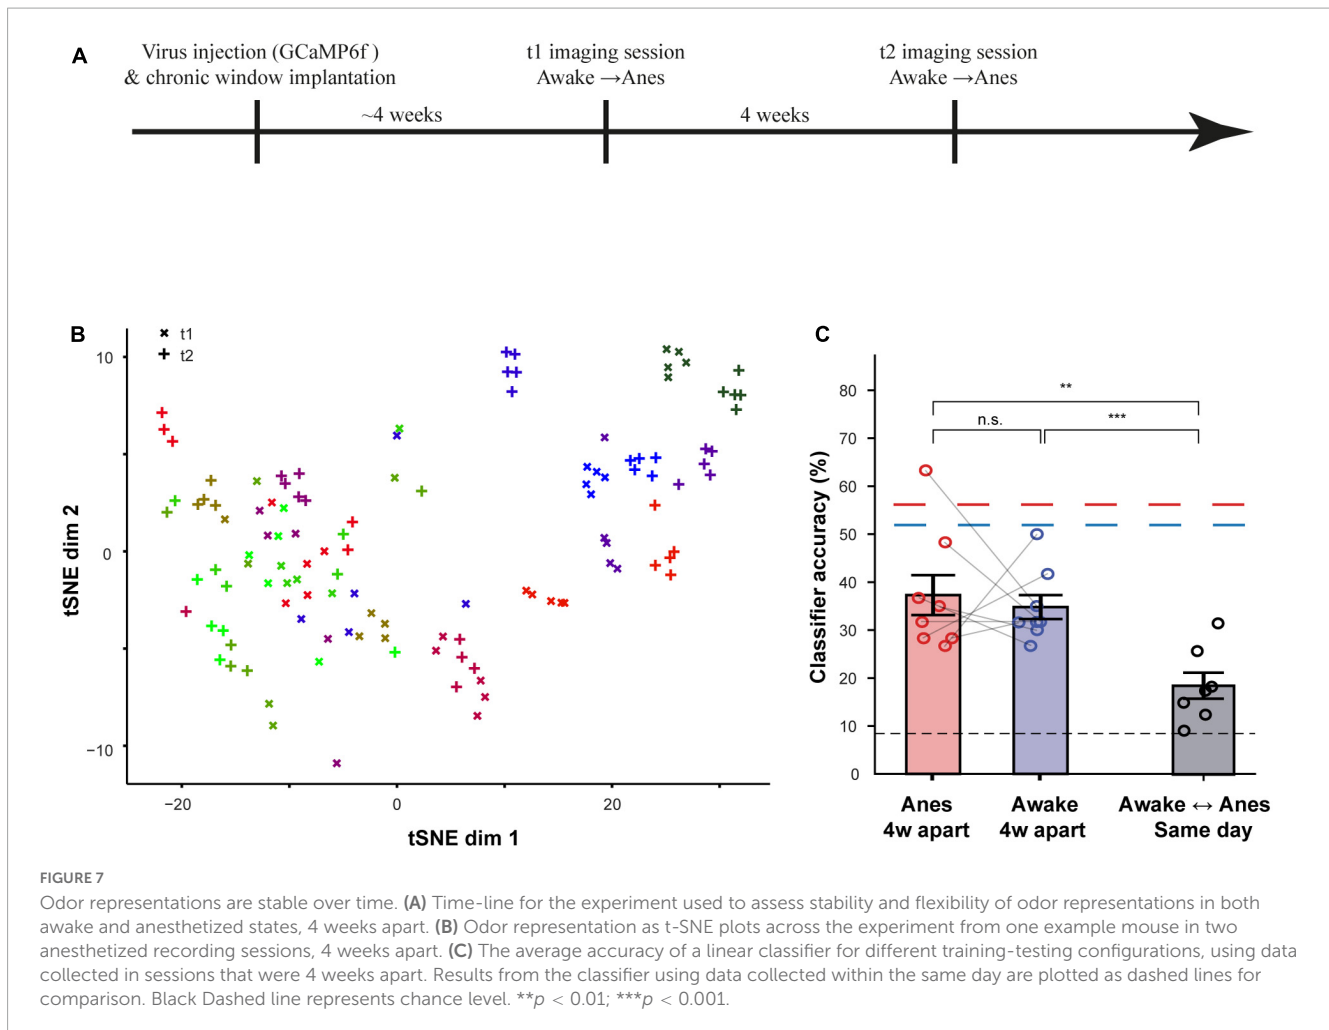 A
Virus injection (GCaMP6f )
& chronic window implantation
t1 imaging session
Awake →Anes
t2 imaging session
Awake →Anes
~4 weeks
4 weeks
B
t1
t2
10
0
−10
tSNE dim 2
−20
0
20
tSNE dim 1
C
**
n.s.
***
80
70
60
50
40
30
20
10
0
Classifier accuracy (%)
Anes
4w apart
Awake
4w apart
Awake ↔ Anes
Same day
FIGURE 7
Odor representations are stable over time. (A) Time-line for the experiment used to assess stability and flexibility of odor representations in both
awake and anesthetized states, 4 weeks apart. (B) Odor representation as t-SNE plots across the experiment from one example mouse in two
anesthetized recording sessions, 4 weeks apart. (C) The average accuracy of a linear classifier for different training-testing configurations, using data
collected in sessions that were 4 weeks apart. Results from the classifier using data collected within the same day are plotted as dashed lines for
comparison. Black Dashed line represents chance level. **p < 0.01; ***p < 0.001.